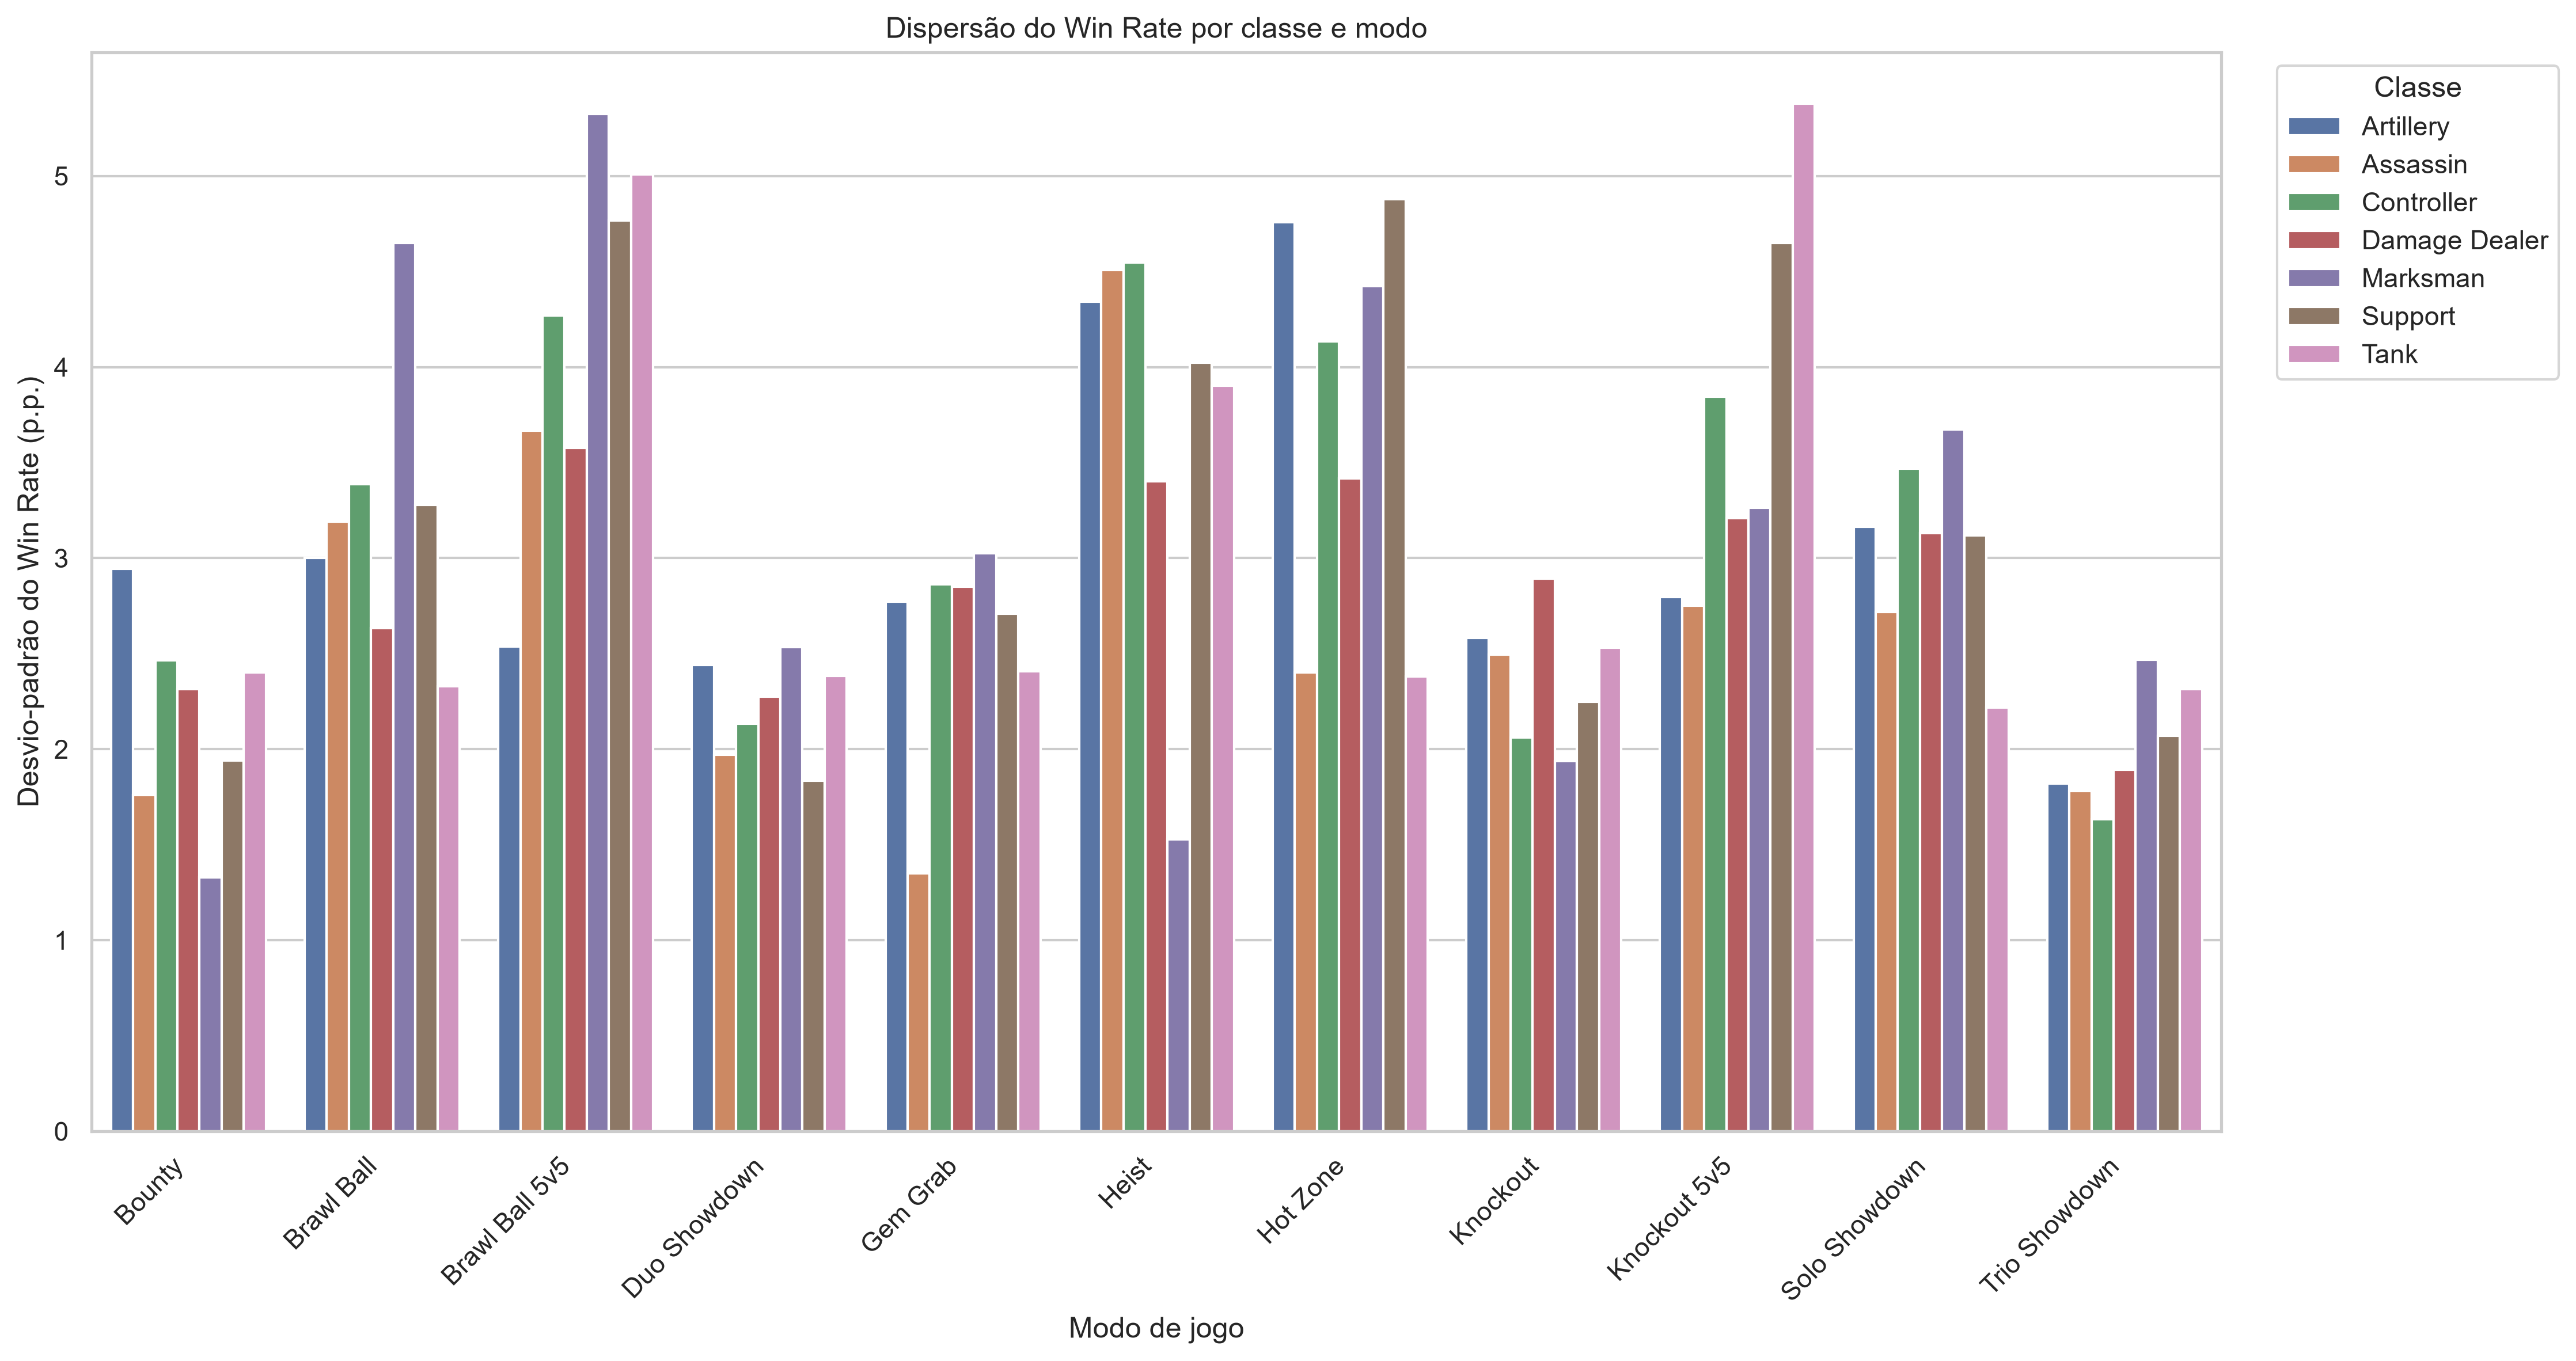 Dispersão do Win Rate por classe e modo
Desvio-padrão do Win Rate (p.p.)
5
4
3
2
1
0
Bounty
Brawl Ball
Brawl Ball 5v5
Duo Showdown
Gem Grab
Heist
Hot Zone
Knockout
Knockout 5v5
Solo Showdown
Trio Showdown
Modo de jogo
Classe
Artillery
Assassin
Controller
Damage Dealer
Marksman
Support
Tank